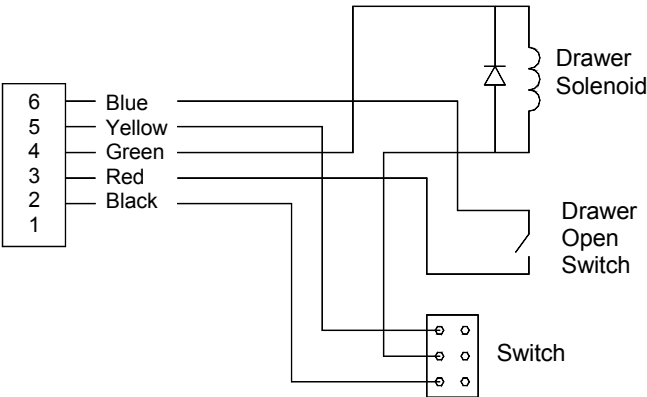 Drawer
Solenoid
6 Blue
5 Yellow
4 Green
3 Red
2 Black
1
Drawer
Open
Switch
Switch